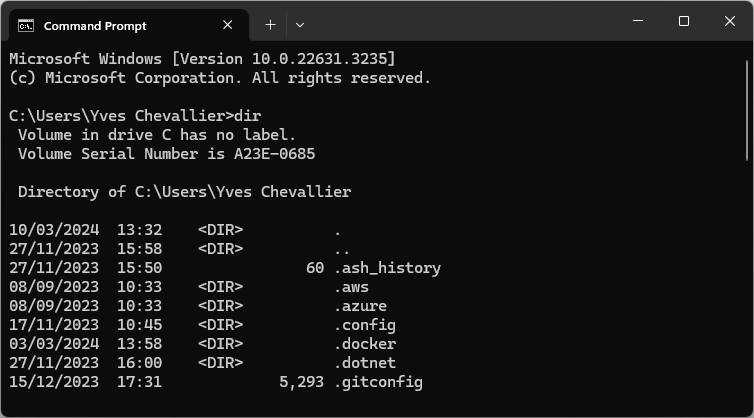 Command Prompt
Microsoft Windows [Version 10.0.22631.3235]
(c) Microsoft Corporation. All rights reserved.
C:\Users\Yves Chevallier>dir
Volume in drive C has no label.
Volume Serial Number is A23E-0685
Directory of C:\Users\Yves Chevallier
10/03/2024  13:32    <DIR>          .
27/11/2023  15:58    <DIR>          ..
27/11/2023  15:50                60 .ash_history
08/09/2023  10:33    <DIR>          .aws
08/09/2023  10:33    <DIR>          .azure
17/11/2023  10:45    <DIR>          .config
03/03/2024  13:58    <DIR>          .docker
27/11/2023  16:00    <DIR>          .dotnet
15/12/2023  17:31             5,293 .gitconfig